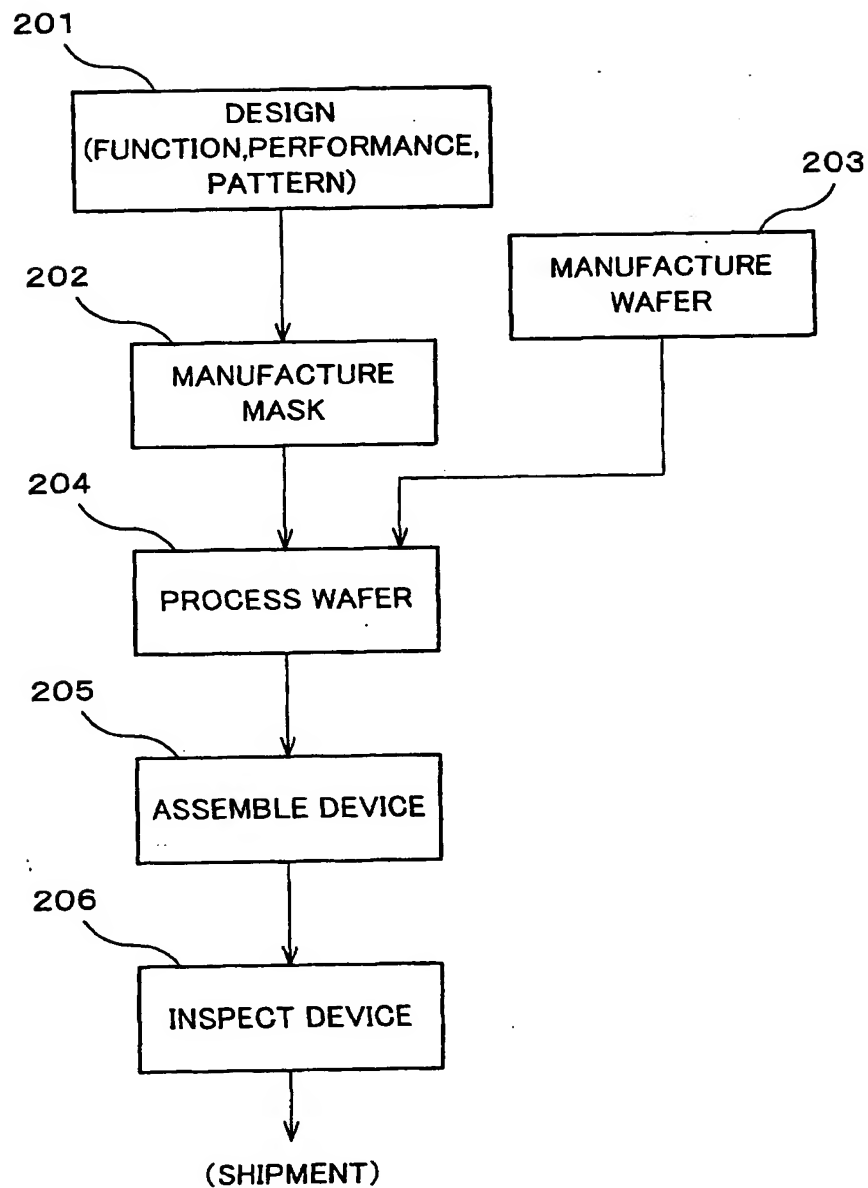 201
DESIGN
(FUNCTION,PERFORMANCE,
PATTERN)
203
MANUFACTURE
WAFER
202
MANUFACTURE
MASK
204
PROCESS WAFER
205
ASSEMBLE DEVICE
206
INSPECT DEVICE
(SHIPMENT)